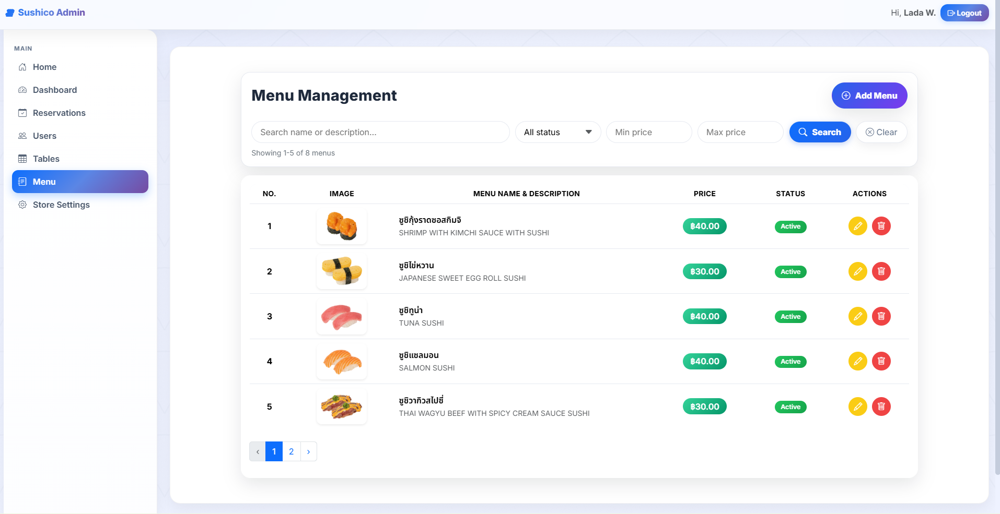 Sushico Admin
Hi, Lada W.
Logout
MAIN
Home
Dashboard
Reservations
Users
Tables
Menu
Store Settings
Menu Management
Add Menu
Search name or description...
All status
Min price
Max price
Search
Clear
Showing 1-5 of 8 menus
NO. IMAGE MENU NAME & DESCRIPTION PRICE STATUS ACTIONS
1 ซูชิกุ้งราดซอสกิมจิ ฿40.00 Active
SHRIMP WITH KIMCHI SAUCE WITH SUSHI
2 ซูชิไข่หวาน ฿30.00 Active
JAPANESE SWEET EGG ROLL SUSHI
3 ซูชิทูน่า ฿40.00 Active
TUNA SUSHI
4 ซูชิแซลมอน ฿40.00 Active
SALMON SUSHI
5 ซูชิวากิวสไปซี่ ฿30.00 Active
THAI WAGYU BEEF WITH SPICY CREAM SAUCE SUSHI
‹ 1 2 ›